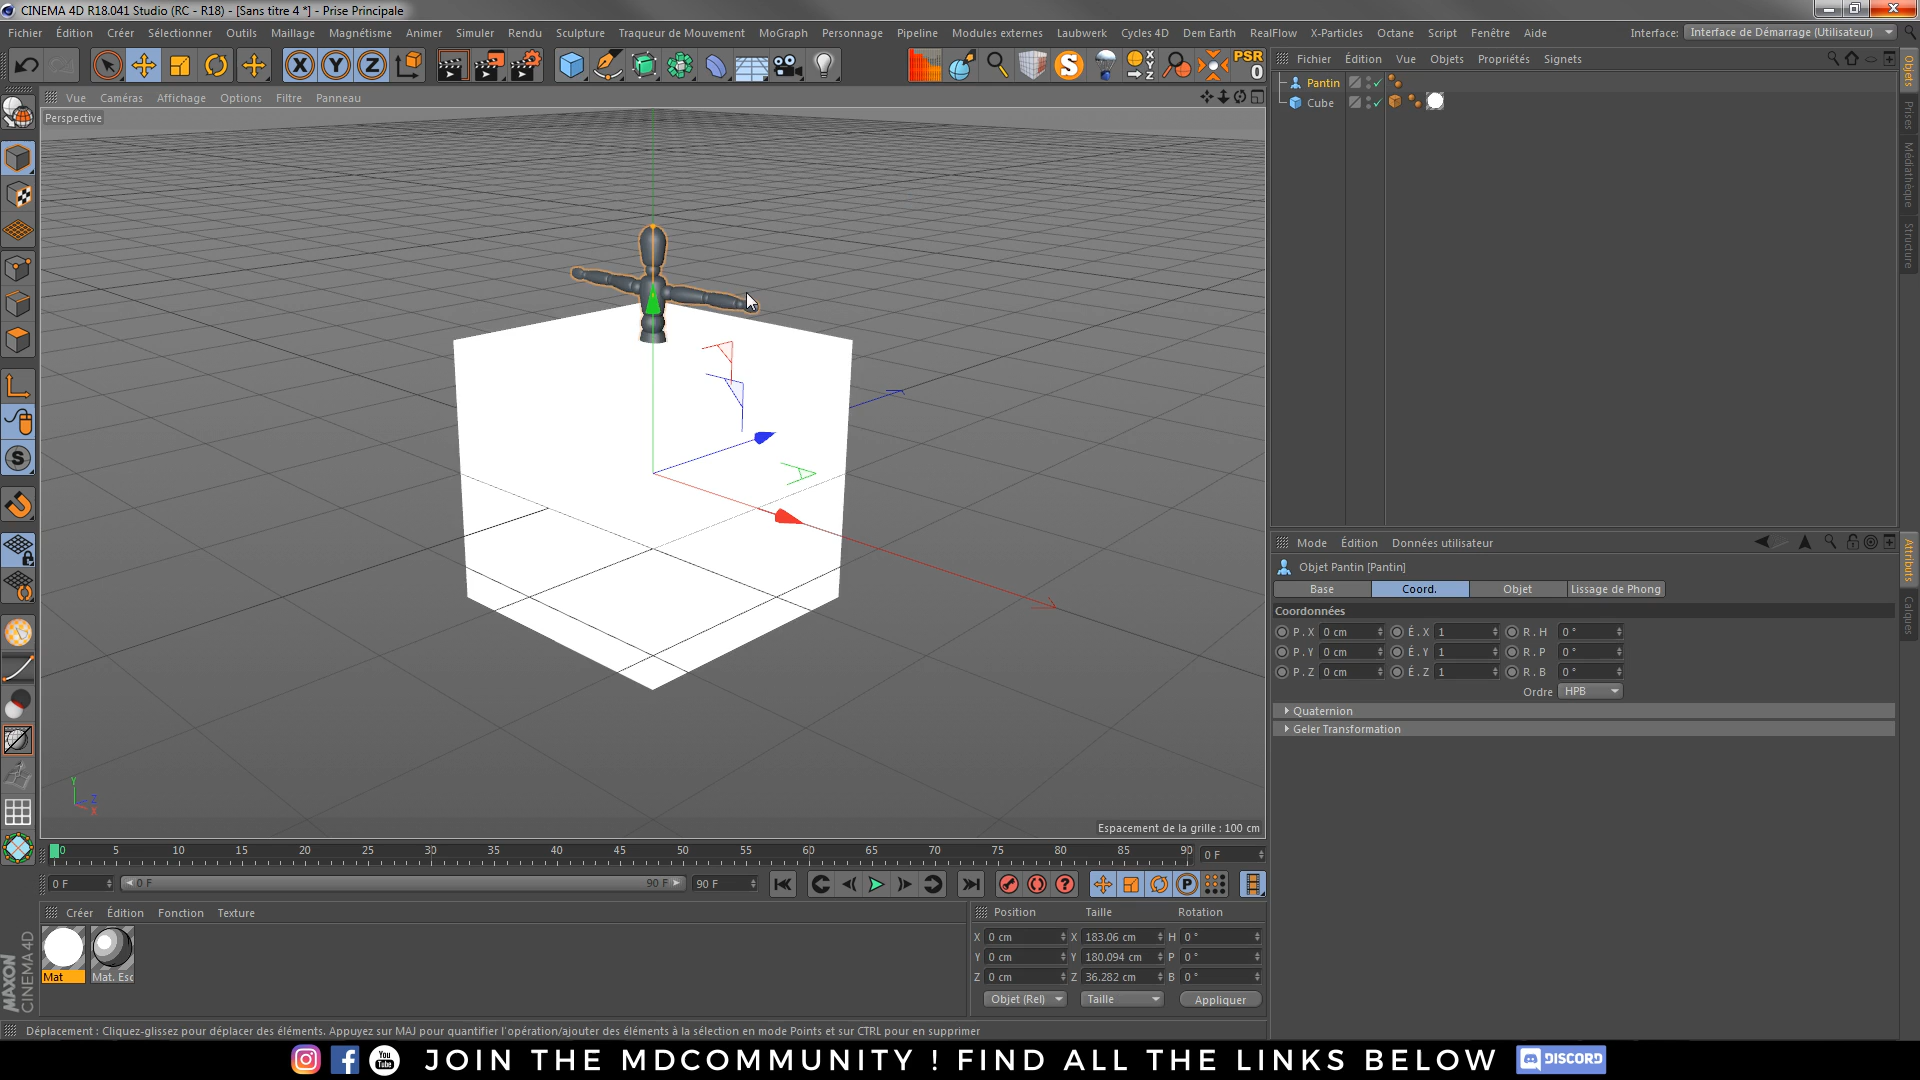 CINEMA 4D R18.041 Studio (RC - R18) - [Sans titre 4 *] - Prise Principale
Fichier Édition Créer Sélectionner Outils Maillage Magnétisme Animer Simuler Rendu Sculpture Traqueur de Mouvement MoGraph Personnage Pipeline Modules externes Laubwerk Cycles 4D Dem Earth RealFlow X-Particles Octane Script Fenêtre Aide Interface: Interface de Démarrage (Utilisateur)
X Y Z S X Y Z PSR 0
Fichier Édition Vue Objets Propriétés Signets
Objets
Prises
Médiathèque
Structure
Pantin
Cube
Vue Caméras Affichage Options Filtre Panneau
Perspective
S
Y
Z
X
Espacement de la grille : 100 cm
Mode Édition Données utilisateur
Attributs
Calques
Objet Pantin [Pantin]
Base Coord. Objet Lissage de Phong
Coordonnées
P . X 0 cm É . X 1 R . H 0 °
P . Y 0 cm É . Y 1 R . P 0 °
P . Z 0 cm É . Z 1 R . B 0 °
Ordre HPB
Quaternion
Geler Transformation
0 5 10 15 20 25 30 35 40 45 50 55 60 65 70 75 80 85 90 0 F
0 F 0 F 90 F 90 F P
Créer Édition Fonction Texture
Mat Mat. Esc
Position Taille Rotation
X 0 cm X 183.06 cm H 0 °
Y 0 cm Y 180.094 cm P 0 °
Z 0 cm Z 36.282 cm B 0 °
Objet (Rel) Taille Appliquer
MAXON
CINEMA 4D
Déplacement : Cliquez-glissez pour déplacer des éléments. Appuyez sur MAJ pour quantifier l'opération/ajouter des éléments à la sélection en mode Points et sur CTRL pour en supprimer
You Tube JOIN THE MDCOMMUNITY ! FIND ALL THE LINKS BELOW DISCORD